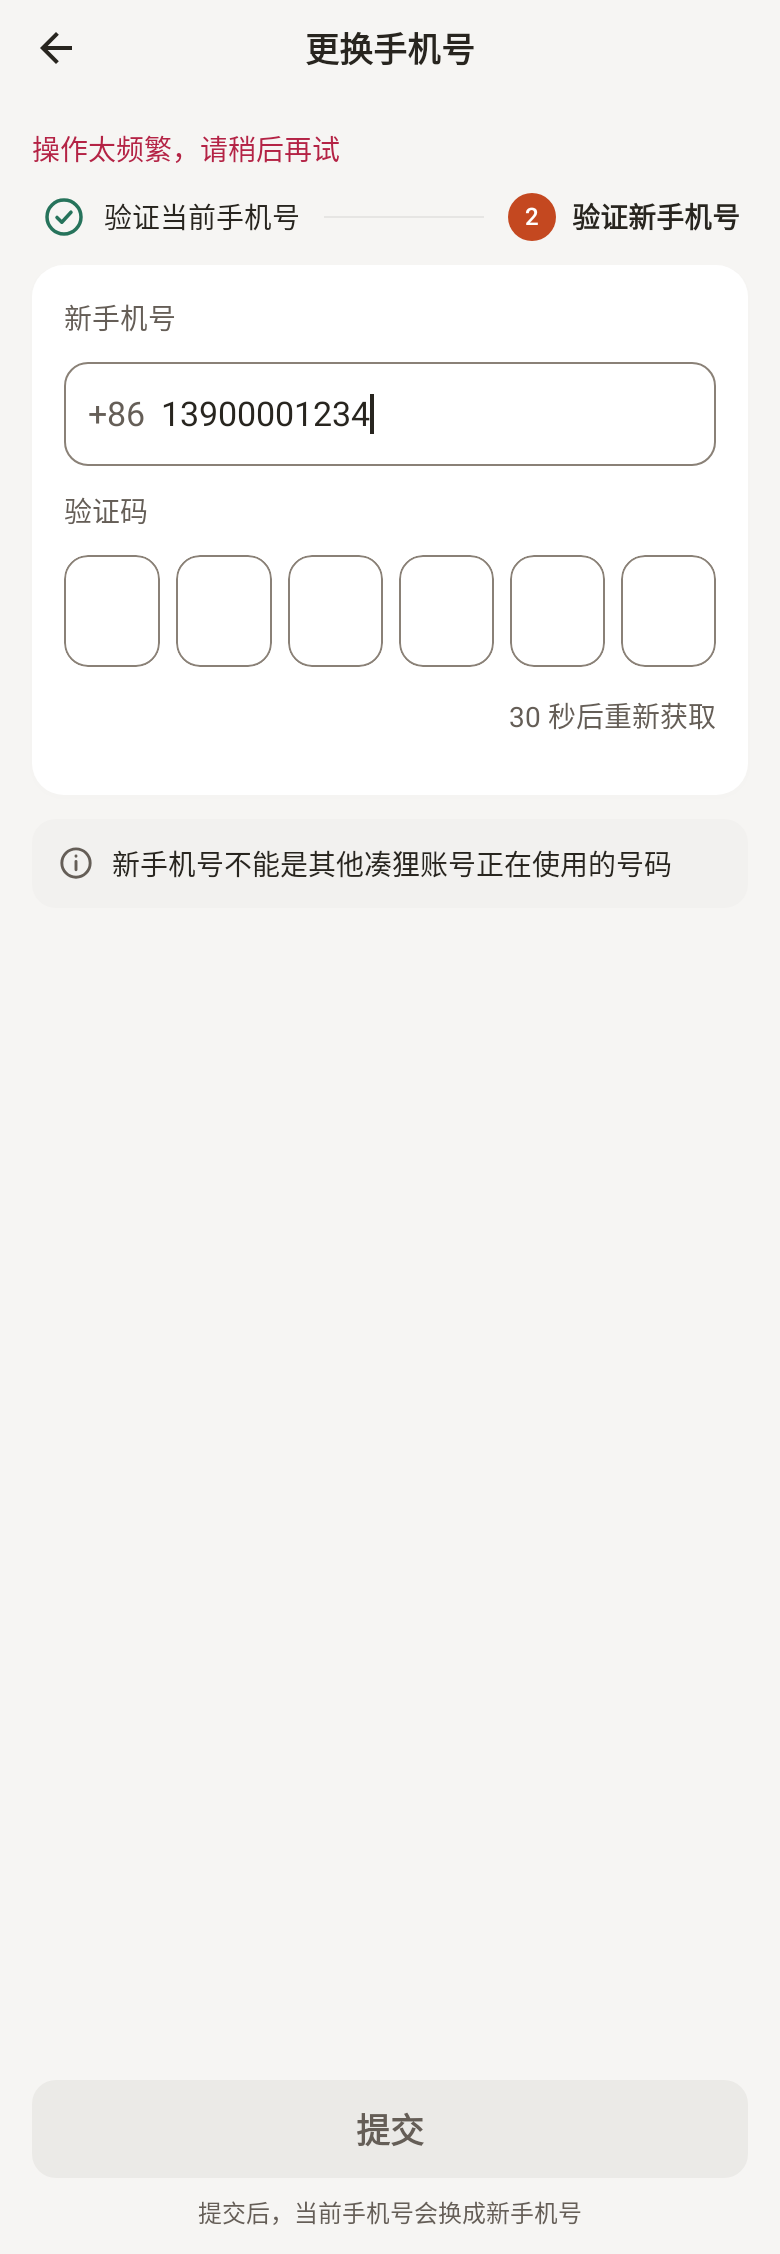 更换手机号
操作太频繁，请稍后再试
验证当前手机号
2 验证新手机号
新手机号
+86 13900001234
验证码
30 秒后重新获取
新手机号不能是其他凑狸账号正在使用的号码
提交
提交后，当前手机号会换成新手机号